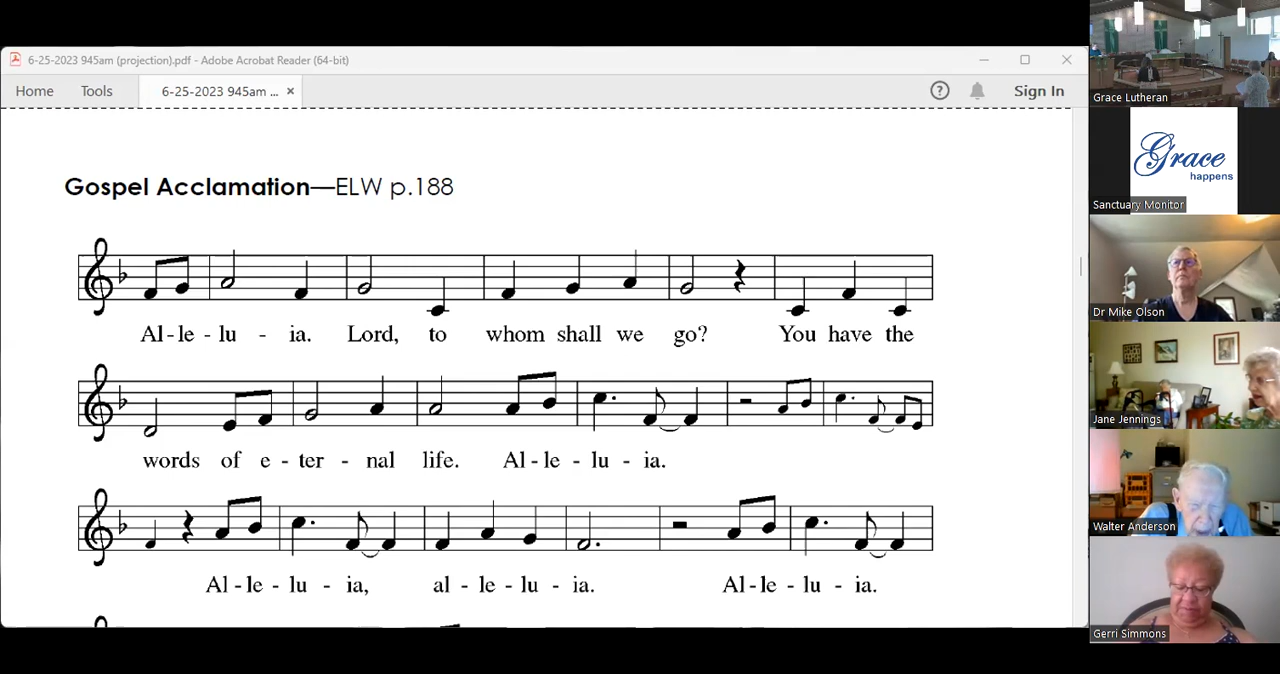 6-25-2023 945am (projection).pdf - Adobe Acrobat Reader (64-bit)
Home Tools 6-25-2023 945am ... × ? Sign In
Gospel Acclamation—ELW p.188
Al - le - lu - ia. Lord, to whom shall we go? You have the
words of e - ter - nal life. Al - le - lu - ia.
Al - le - lu - ia, al - le - lu - ia. Al - le - lu - ia.
Grace Lutheran
Grace
happens
Sanctuary Monitor
Dr Mike Olson
Jane Jennings
Walter Anderson
Gerri Simmons